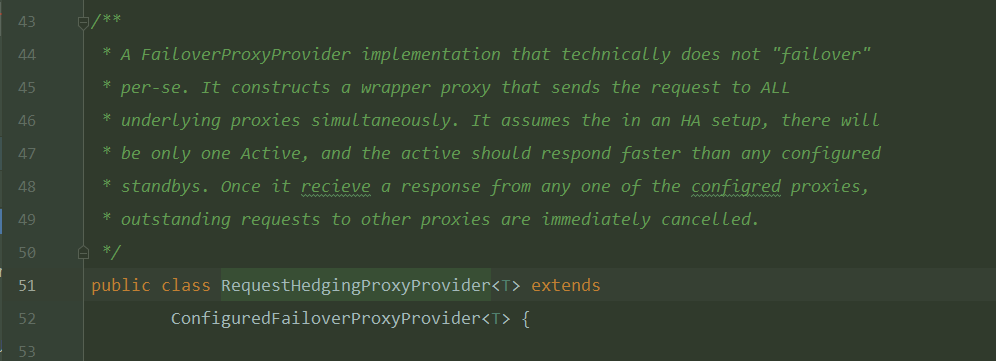 43 /**
44 * A FailoverProxyProvider implementation that technically does not "failover"
45 * per-se. It constructs a wrapper proxy that sends the request to ALL
46 * underlying proxies simultaneously. It assumes the in an HA setup, there will
47 * be only one Active, and the active should respond faster than any configured
48 * standbys. Once it recieve a response from any one of the configred proxies,
49 * outstanding requests to other proxies are immediately cancelled.
50 */
51 public class RequestHedgingProxyProvider<T> extends
52 ConfiguredFailoverProxyProvider<T> {
53